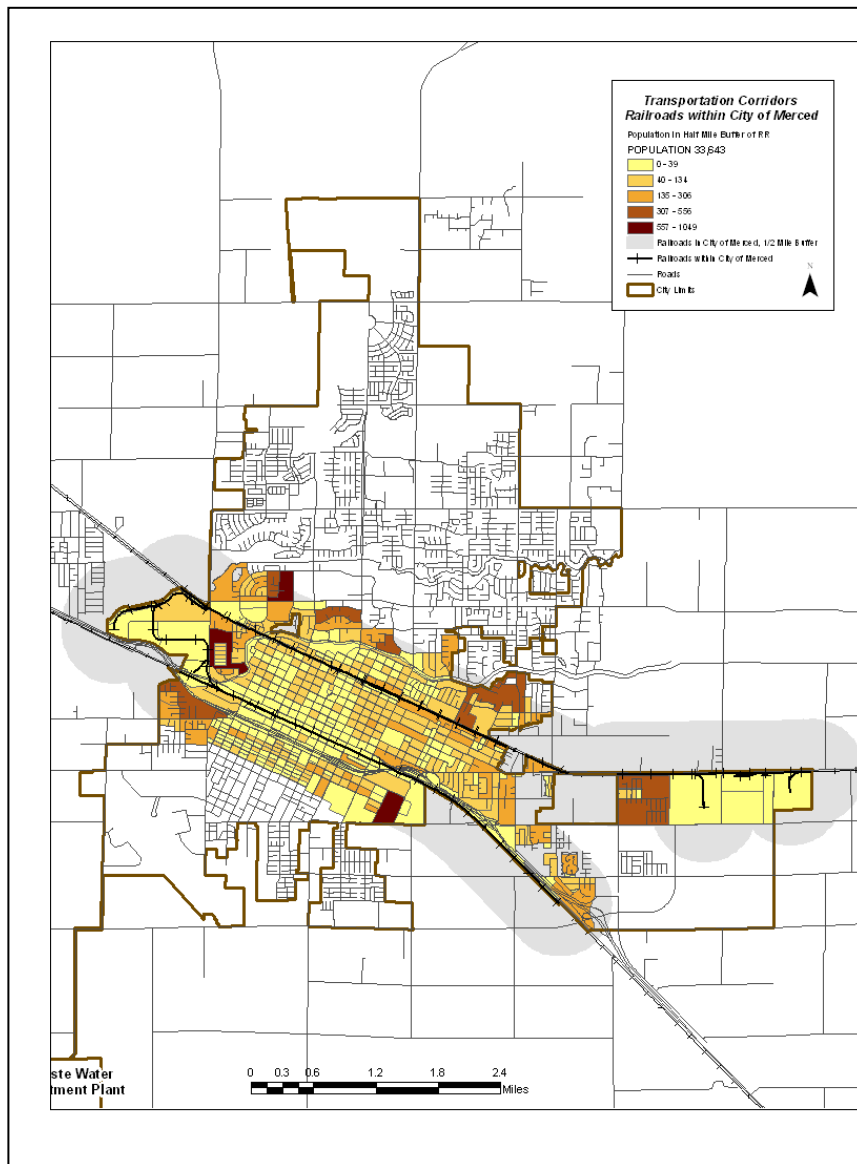 Transportation Corridors
Railroads within City of Merced
Population in Half Mile Buffer of RR
POPULATION 33,643
0 - 39
40 - 134
135 - 306
307 - 556
557 - 1049
Railroads in City of Merced, 1/2 Mile Buffer
Railroads within City of Merced
Roads
City Limits
N
ste Water
tment Plant
0 0.3 0.6 1.2 1.8 2.4
Miles